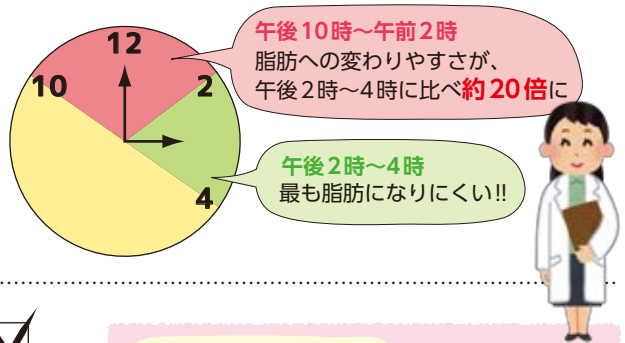 12
10
2
4
午後10時〜午前2時
脂肪への変わりやすさが、
午後2時〜4時に比べ約20倍に
午後2時〜4時
最も脂肪になりにくい!!